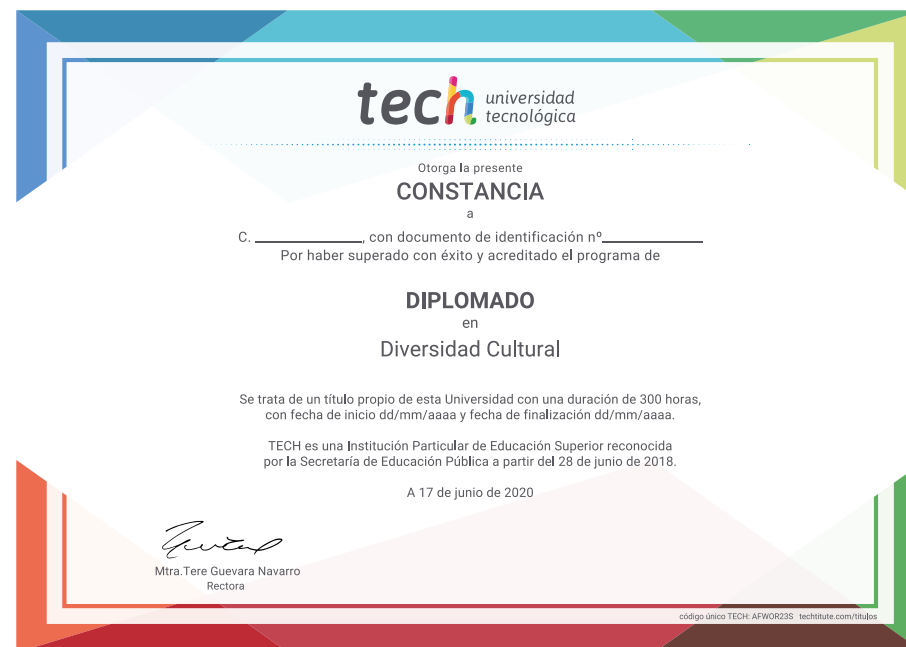 tech universidad
tecnológica
Otorga la presente
CONSTANCIA
a
C. ______________, con documento de identificación nº_____________
Por haber superado con éxito y acreditado el programa de
DIPLOMADO
en
Diversidad Cultural
Se trata de un título propio de esta Universidad con una duración de 300 horas,
con fecha de inicio dd/mm/aaaa y fecha de finalización dd/mm/aaaa.
TECH es una Institución Particular de Educación Superior reconocida
por la Secretaría de Educación Pública a partir del 28 de junio de 2018.
A 17 de junio de 2020
Mtra.Tere Guevara Navarro
Rectora
código único TECH: AFWOR23S techtitute.com/titulos